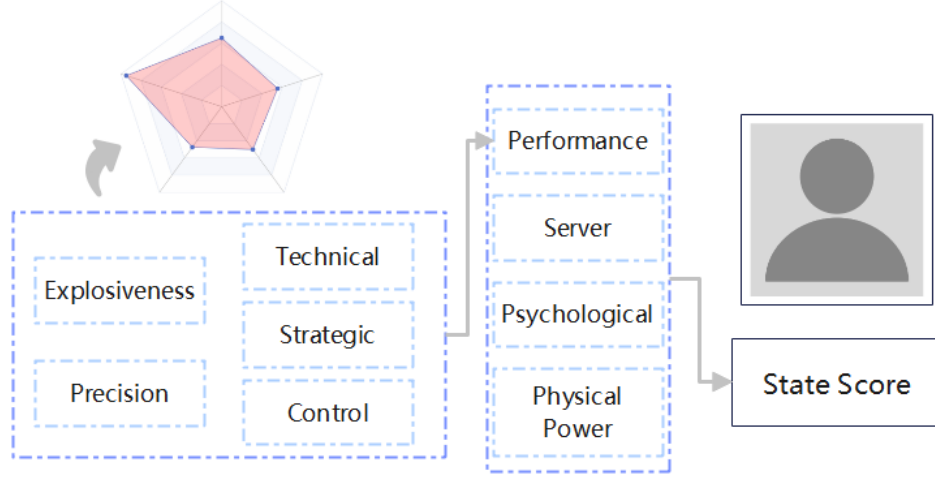 Explosiveness
Precision
Technical
Strategic
Control
Performance
Server
Psychological
Physical
Power
State Score